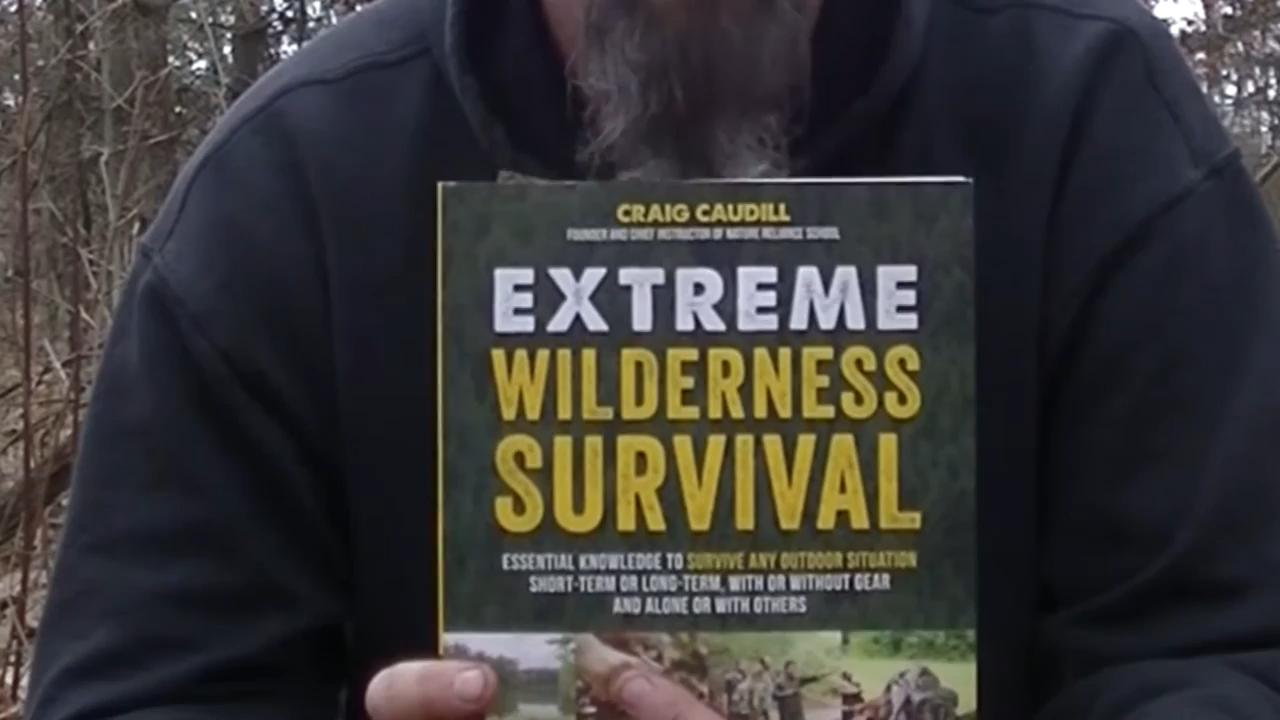 CRAIG CAUDILL
FOUNDER AND CHIEF INSTRUCTOR OF NATURE RELIANCE SCHOOL
EXTREME
WILDERNESS
SURVIVAL
ESSENTIAL KNOWLEDGE TO SURVIVE ANY OUTDOOR SITUATION
SHORT-TERM OR LONG-TERM, WITH OR WITHOUT GEAR
AND ALONE OR WITH OTHERS